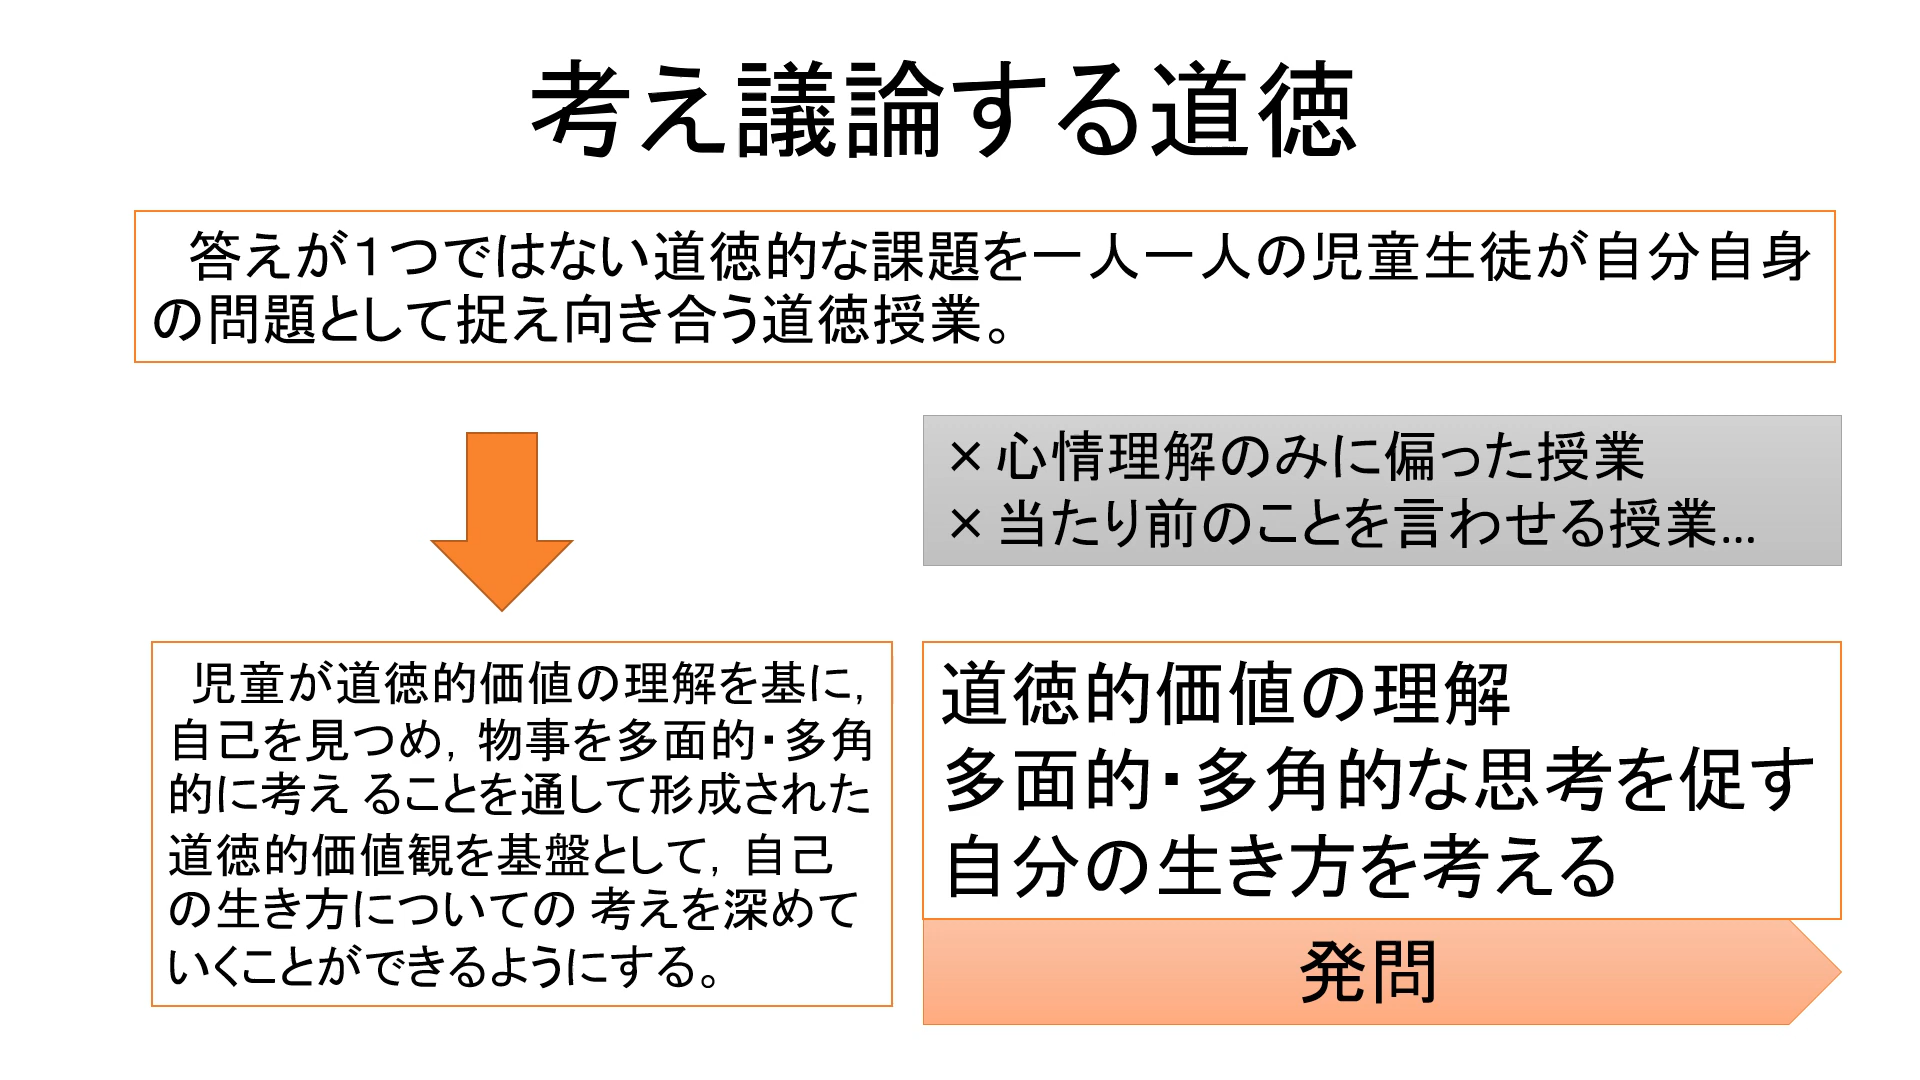 考え議論する道徳
答えが１つではない道徳的な課題を一人一人の児童生徒が自分自身
の問題として捉え向き合う道徳授業。
×心情理解のみに偏った授業
×当たり前のことを言わせる授業…
児童が道徳的価値の理解を基に，
自己を見つめ，物事を多面的・多角
的に考え ることを通して形成された
道徳的価値観を基盤として，自己
の生き方についての 考えを深めて
いくことができるようにする。
道徳的価値の理解
多面的・多角的な思考を促す
自分の生き方を考える
発問